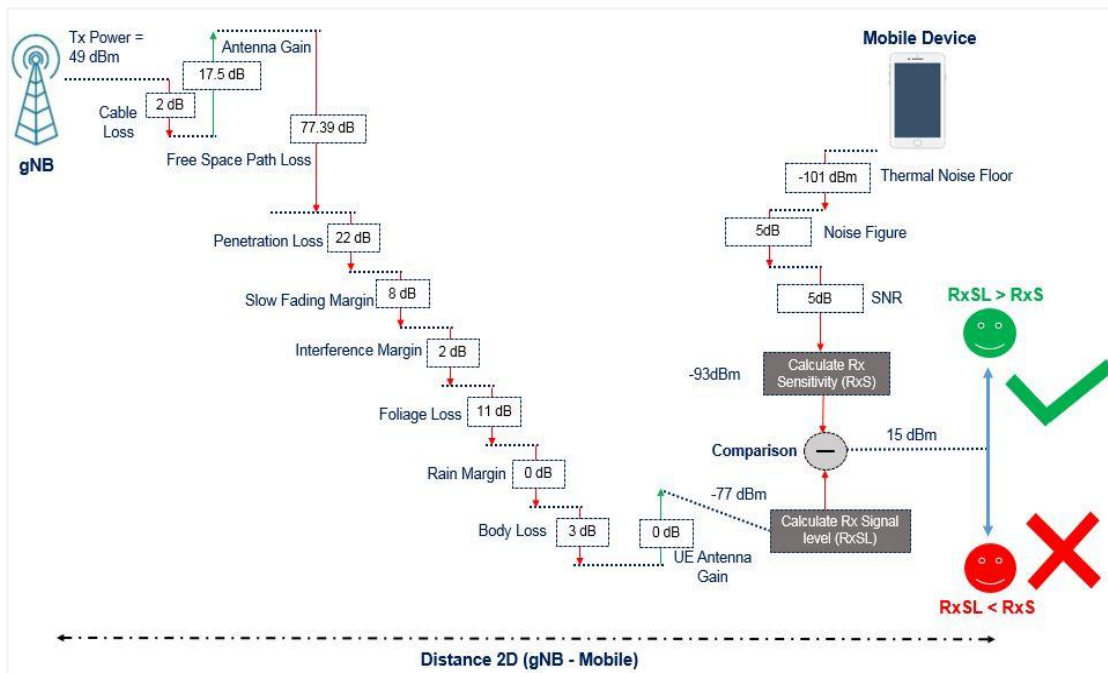 Tx Power =
49 dBm
Antenna Gain
17.5 dB
2 dB
Cable
Loss
gNB
77.39 dB
Free Space Path Loss
Penetration Loss
22 dB
Slow Fading Margin
8 dB
Interference Margin
2 dB
Foliage Loss
11 dB
Rain Margin
0 dB
Body Loss
3 dB
0 dB
UE Antenna
Gain
Mobile Device
-101 dBm
Thermal Noise Floor
5dB
Noise Figure
5dB
SNR
-93dBm
Calculate Rx
Sensitivity (RxS)
Comparison
15 dBm
-77 dBm
Calculate Rx Signal
level (RxSL)
RxSL > RxS
RxSL < RxS
Distance 2D (gNB - Mobile)